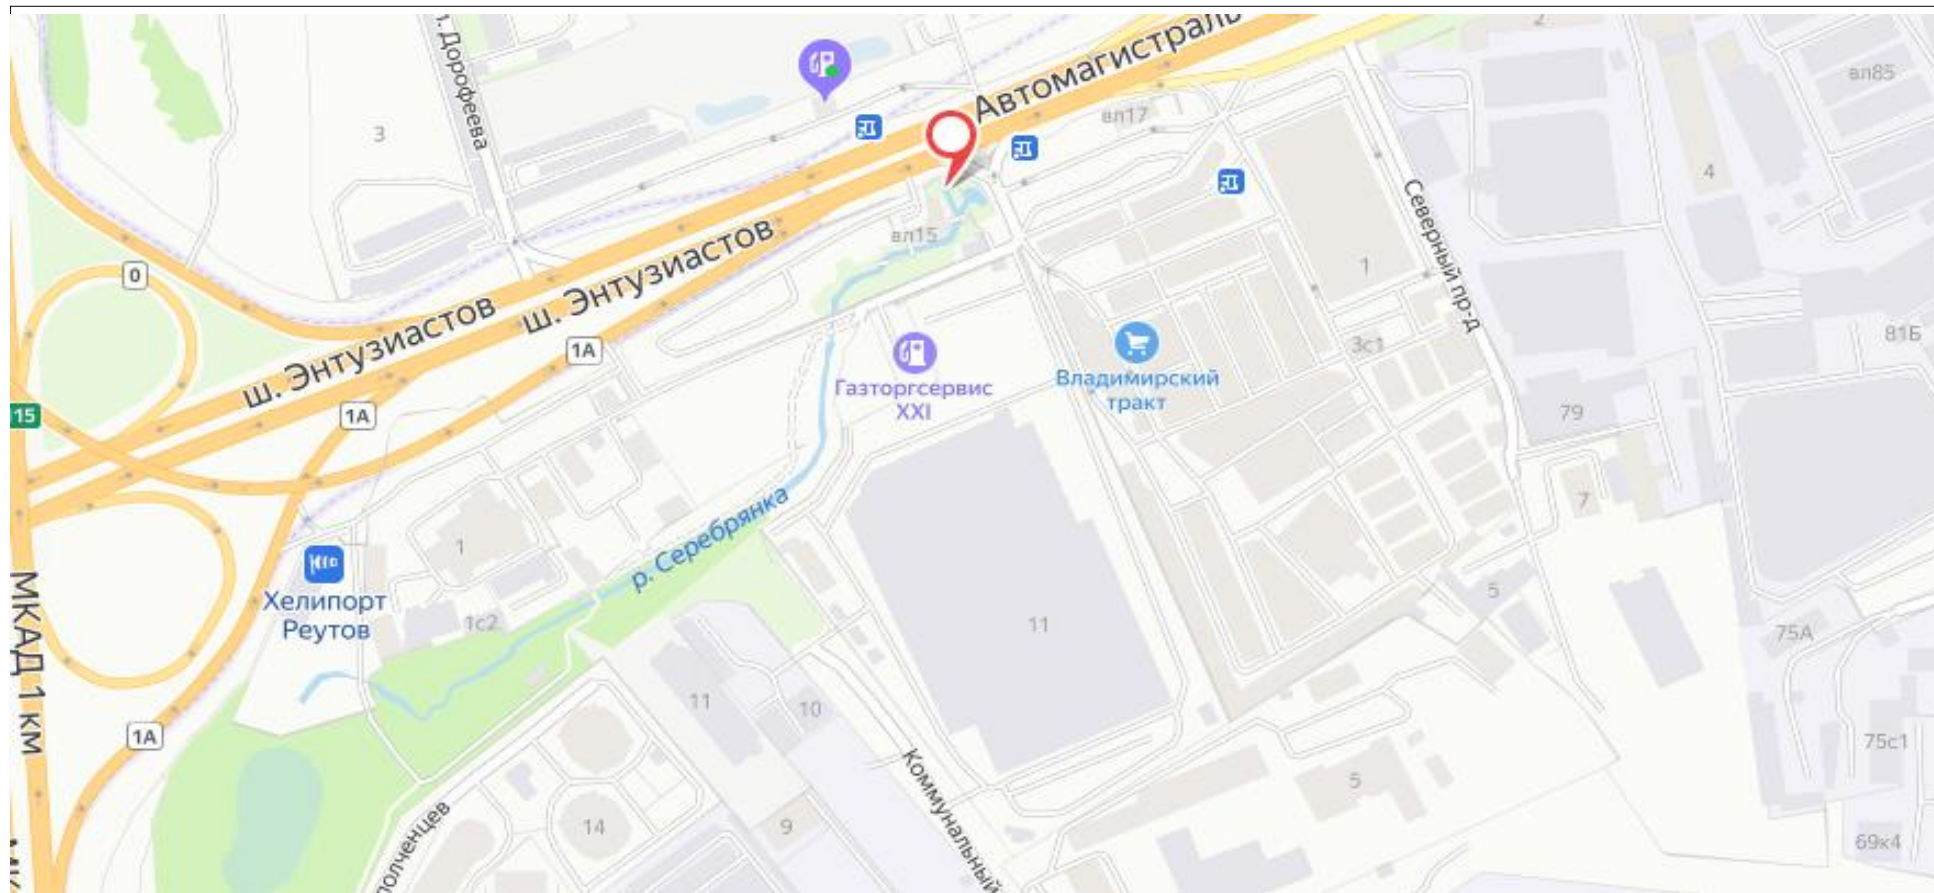 2
Автомагистраль
л. Дорофеева
вл85
вл17
3
4
Северный пр-д
вл15
ш. Энтузиастов
0
1
ш. Энтузиастов
1А
3с1
81Б
Газторгсервис
XXI
Владимирский
тракт
15
1А
79
р. Серебрянка
7
1
МКАД 1 км
Хелипорт
Реутов
5
1с2
11
75А
11
10
1А
75с1
Коммунальный
5
полченцев
14
9
69к4